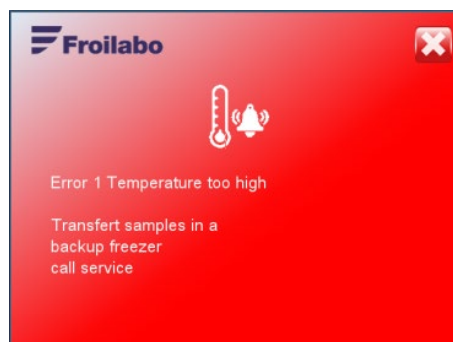 Froilabo
Error 1 Temperature too high
Transfert samples in a
backup freezer
call service